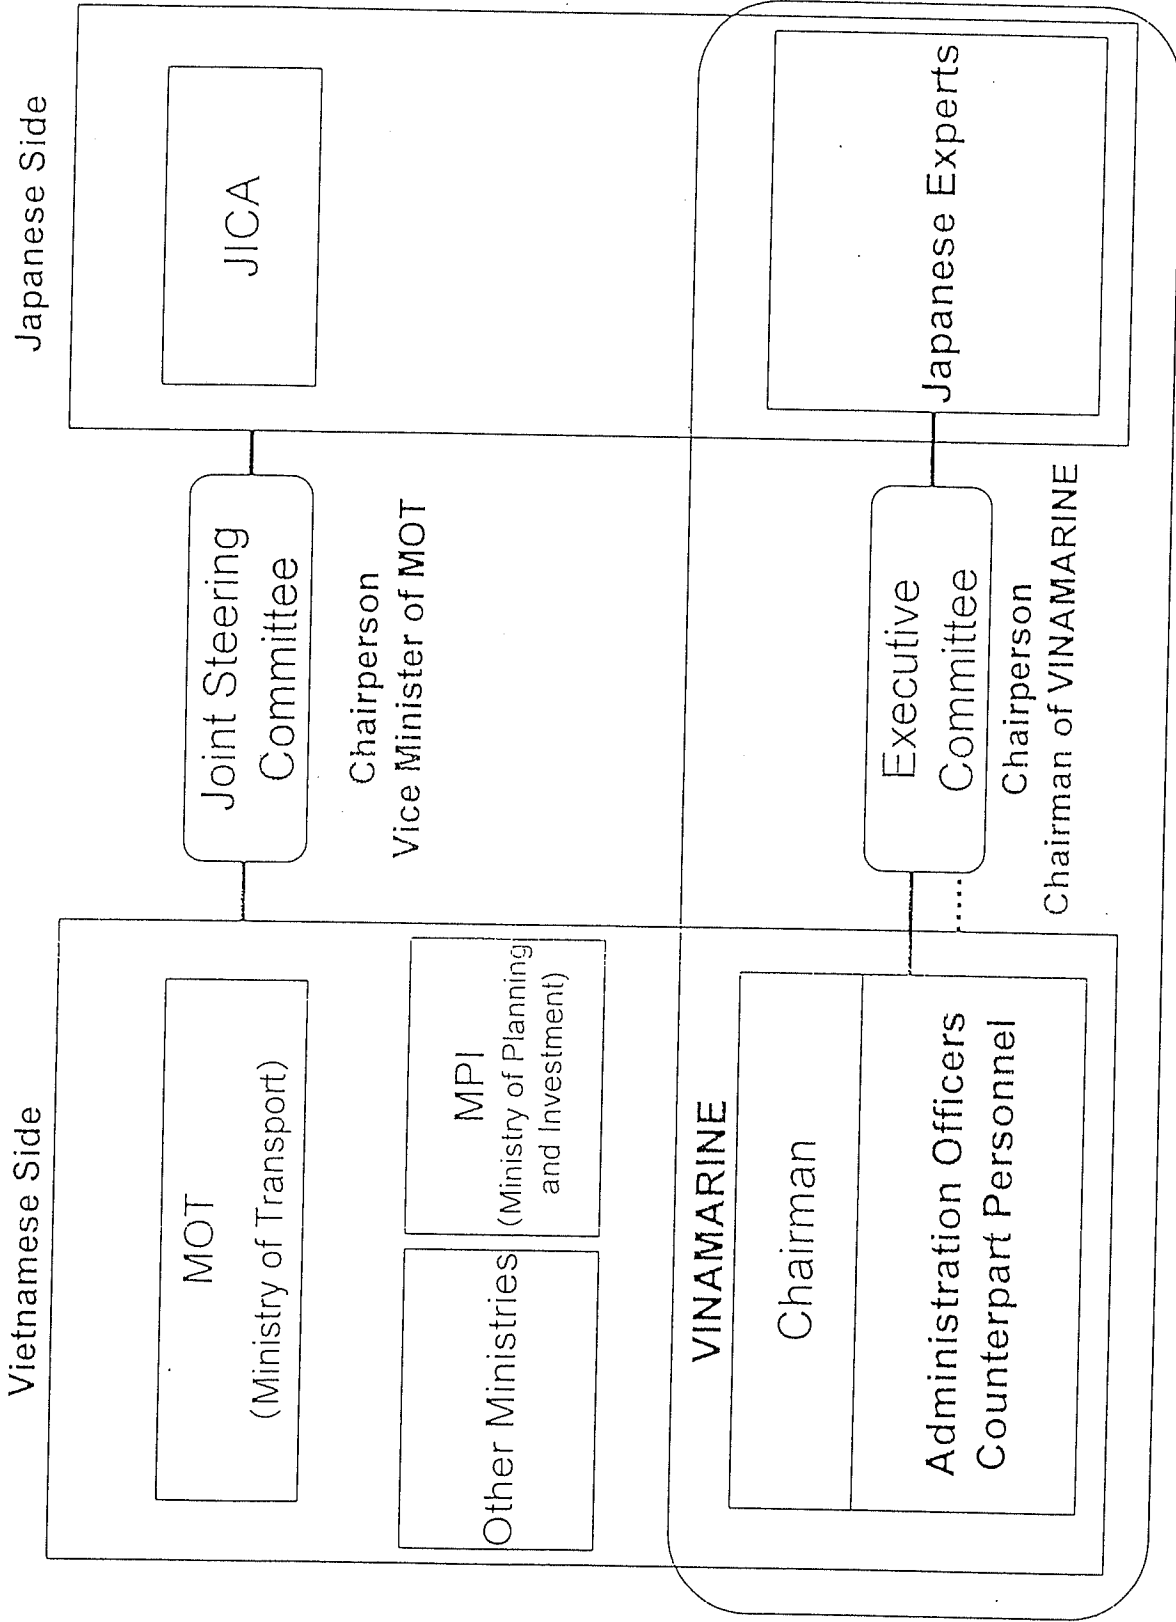 Vietnamese Side
Japanese Side
MOT
(Ministry of Transport)
Joint Steering
Committee
JICA
Chairperson
Vice Minister of MOT
Other Ministries
MPI
(Ministry of Planning
and Investment)
VINAMARINE
Chairman
Administration Officers
Counterpart Personnel
Executive
Committee
Chairperson
Chairman of VINAMARINE
Japanese Experts